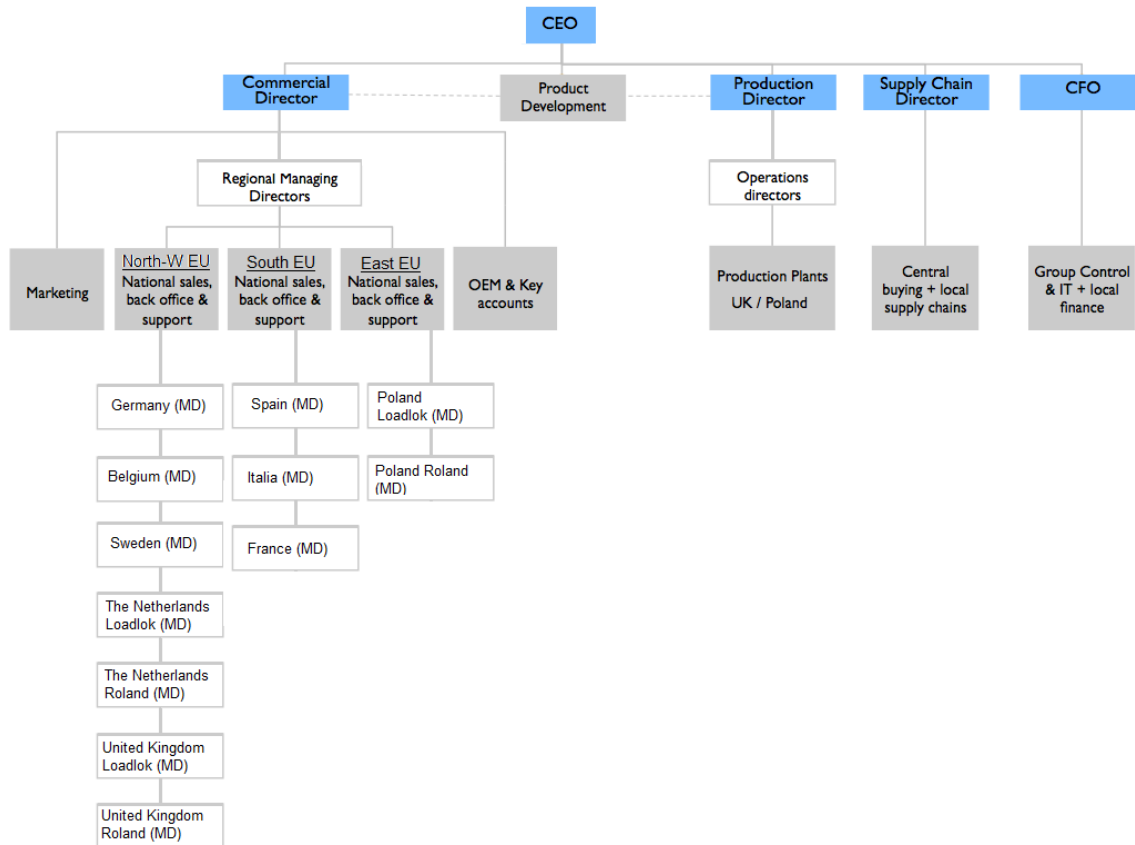 CEO
Commercial
Director
Product
Development
Production
Director
Supply Chain
Director
CFO
Regional Managing
Directors
Operations
directors
Marketing
North-W EU
National sales,
back office &
support
South EU
National sales,
back office &
support
East EU
National sales,
back office &
support
OEM & Key
accounts
Production Plants
UK / Poland
Central
buying + local
supply chains
Group Control
& IT + local
finance
Germany (MD)
Belgium (MD)
Sweden (MD)
The Netherlands
Loadlok (MD)
The Netherlands
Roland (MD)
United Kingdom
Loadlok (MD)
United Kingdom
Roland (MD)
Spain (MD)
Italia (MD)
France (MD)
Poland
Loadlok (MD)
Poland Roland
(MD)